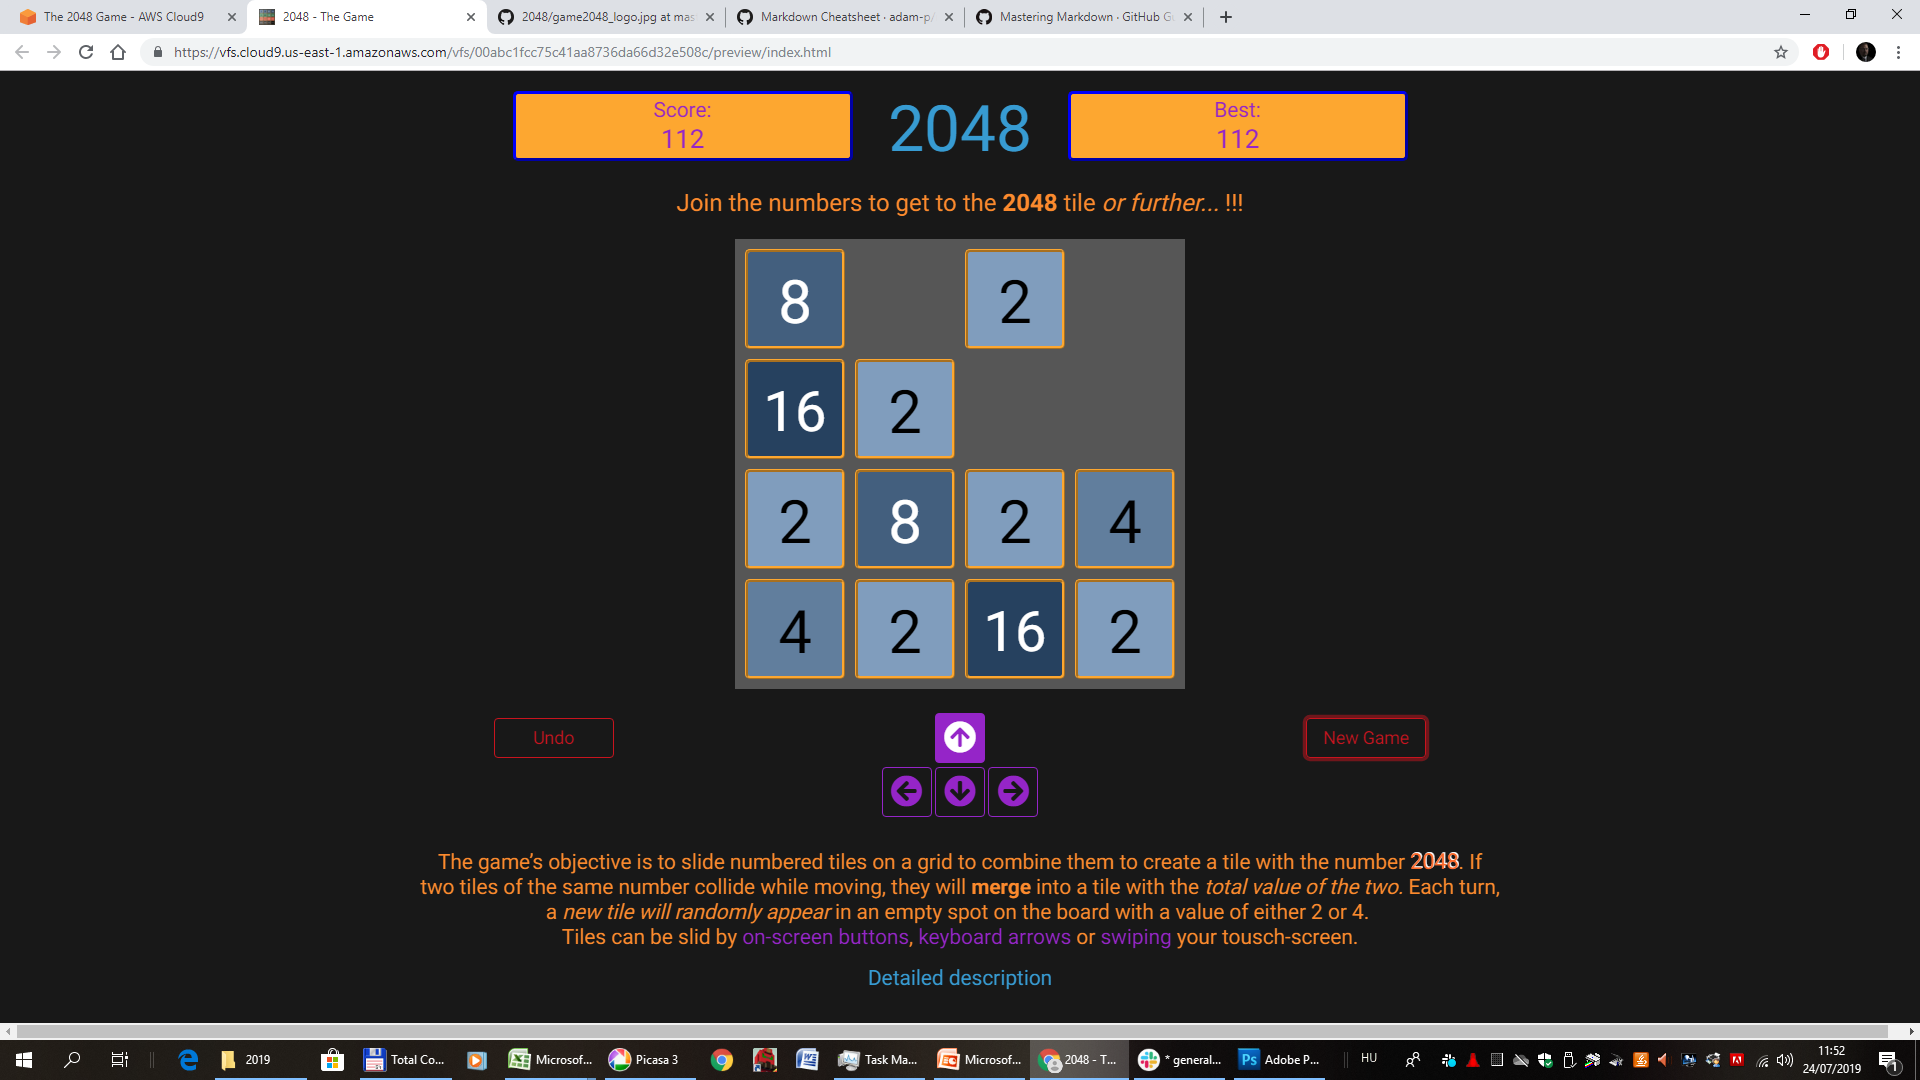 The 2048 Game - AWS Cloud9
2048 - The Game
2048/game2048_logo.jpg at mas
Markdown Cheatsheet · adam-p/
Mastering Markdown · GitHub G
https://vfs.cloud9.us-east-1.amazonaws.com/vfs/00abc1fcc75c41aa8736da66d32e508c/preview/index.html
Score:
112
2048
Best:
112
Join the numbers to get to the 2048 tile or further... !!!
8 2
16 2
2 8 2 4
4 2 16 2
Undo
New Game
The game’s objective is to slide numbered tiles on a grid to combine them to create a tile with the number 2048. If
two tiles of the same number collide while moving, they will merge into a tile with the total value of the two. Each turn,
a new tile will randomly appear in an empty spot on the board with a value of either 2 or 4.
Tiles can be slid by on-screen buttons, keyboard arrows or swiping your tousch-screen.
Detailed description
2019
Total Co...
Microsof...
Picasa 3
Task Ma...
Microsof...
2048 - T...
* general...
Adobe P...
HU
11:52
24/07/2019
1